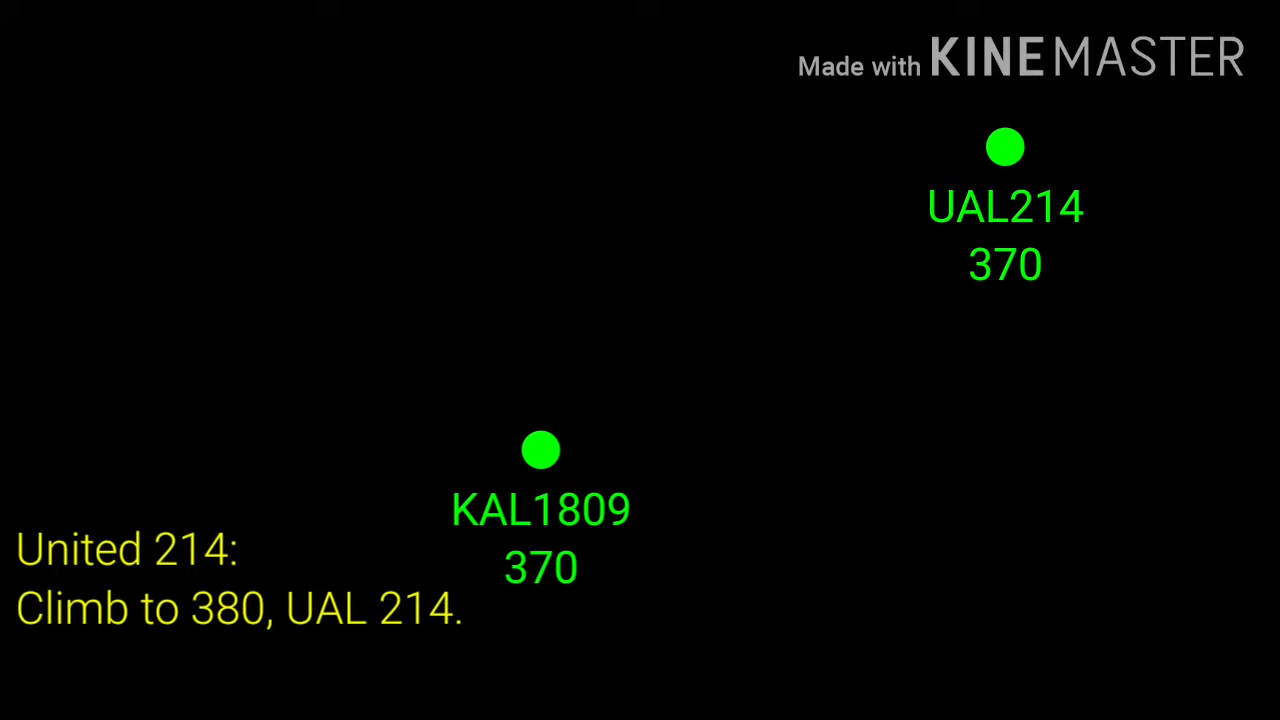 Made with KINEMASTER
UAL214
370
KAL1809
370
United 214:
Climb to 380, UAL 214.